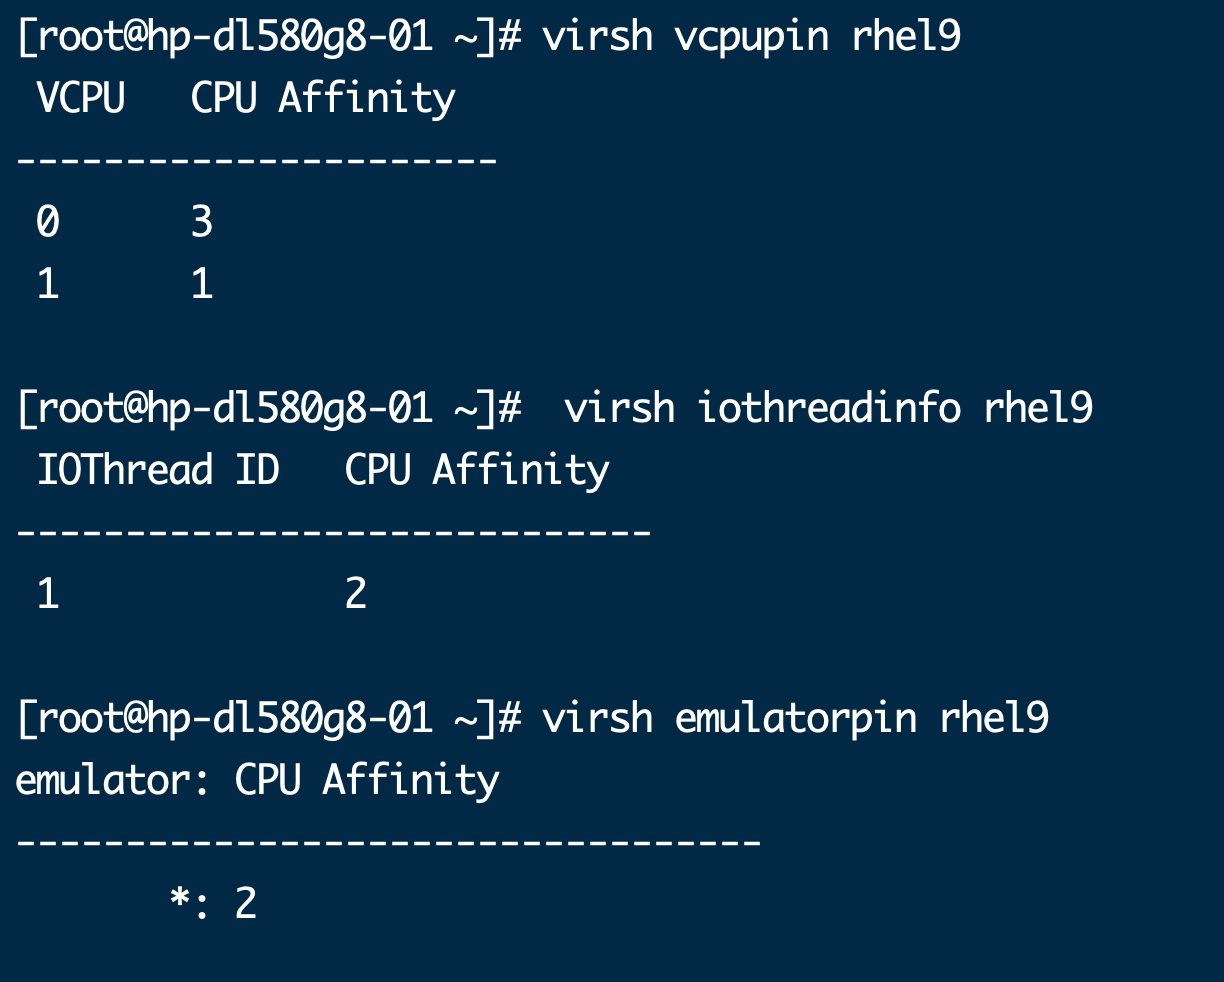 [root@hp-dl580g8-01 ~]# virsh vcpupin rhel9
 VCPU   CPU Affinity
----------------------
 0      3
 1      1

[root@hp-dl580g8-01 ~]#  virsh iothreadinfo rhel9
 IOThread ID   CPU Affinity
-----------------------------
 1             2

[root@hp-dl580g8-01 ~]# virsh emulatorpin rhel9
emulator: CPU Affinity
----------------------------------
       *: 2